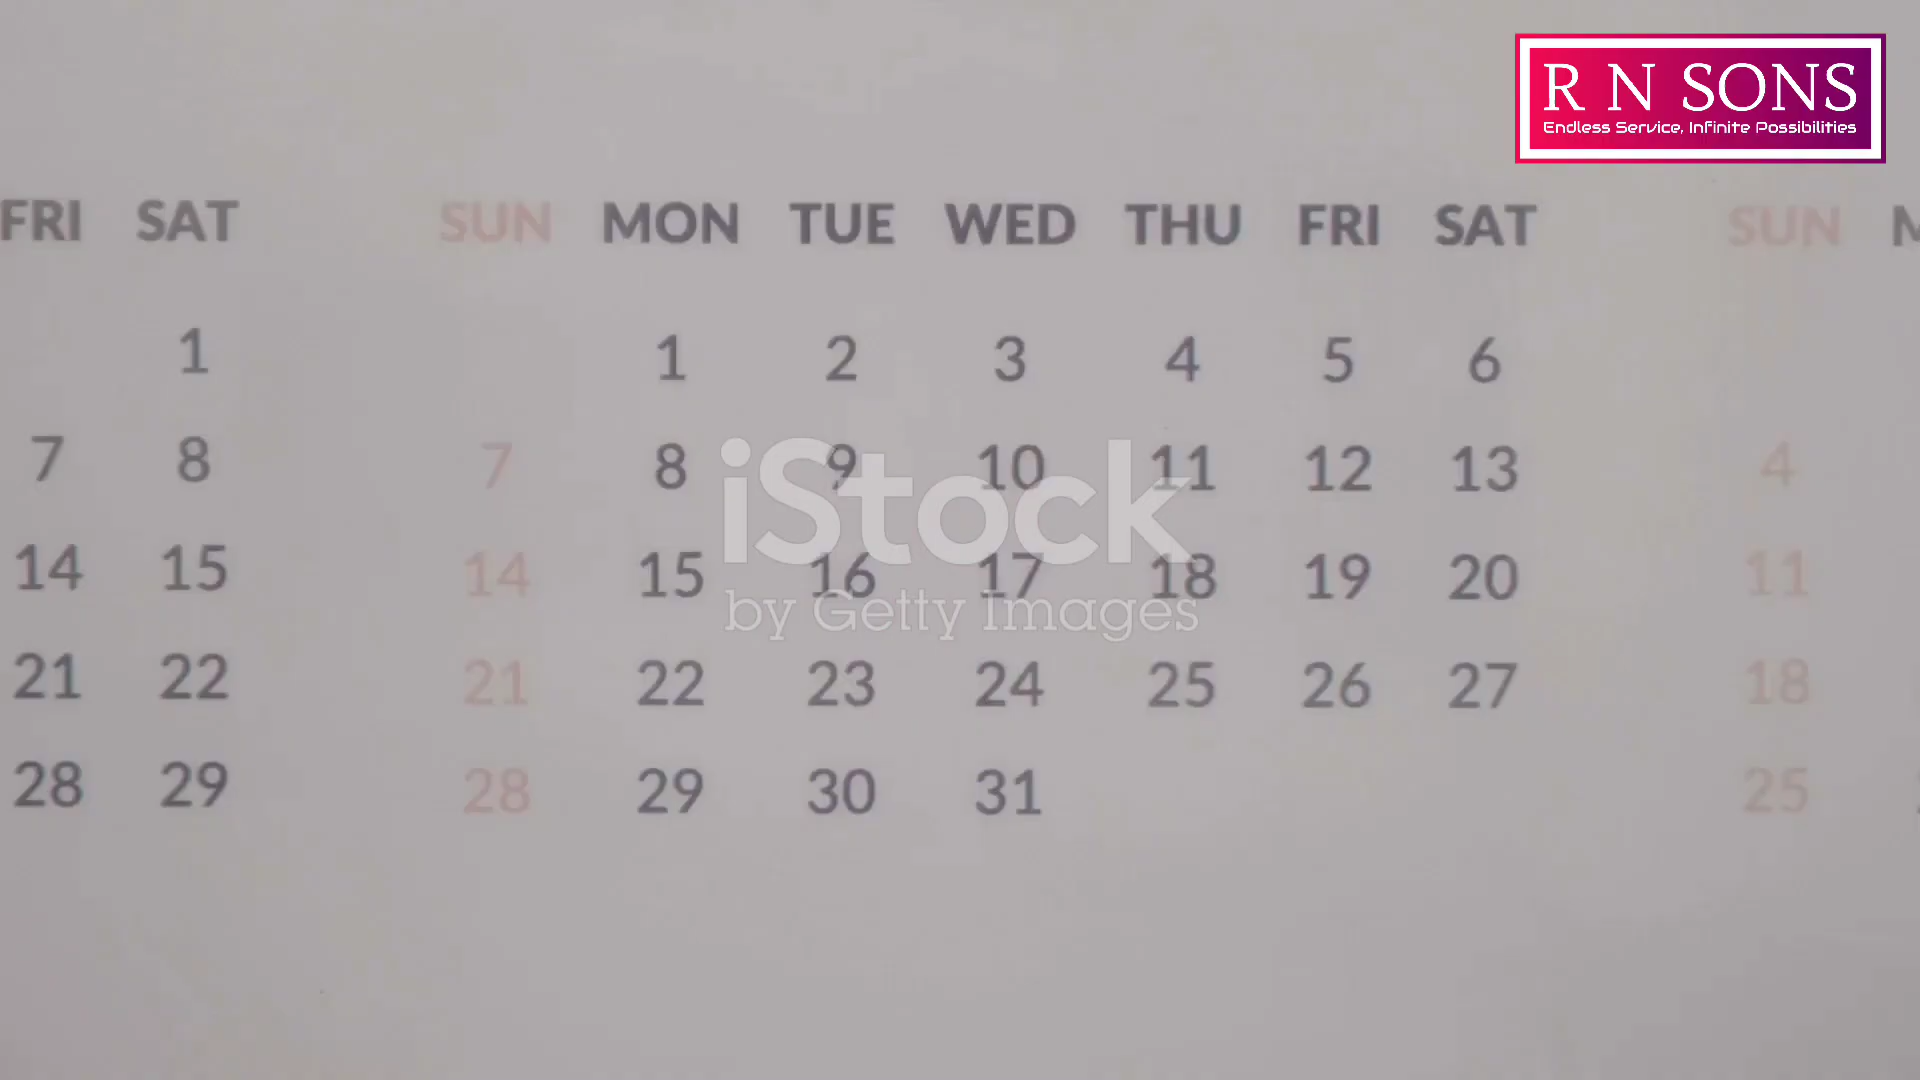 R N SONS
Endless Service, Infinite Possibilities
FRI SAT SUN MON TUE WED THU FRI SAT SUN
1 1 2 3 4 5 6
7 8 7 8 9 10 11 12 13 4
14 15 14 15 16 17 18 19 20 11
21 22 21 22 23 24 25 26 27 18
28 29 28 29 30 31 25
iStock
by Getty Images